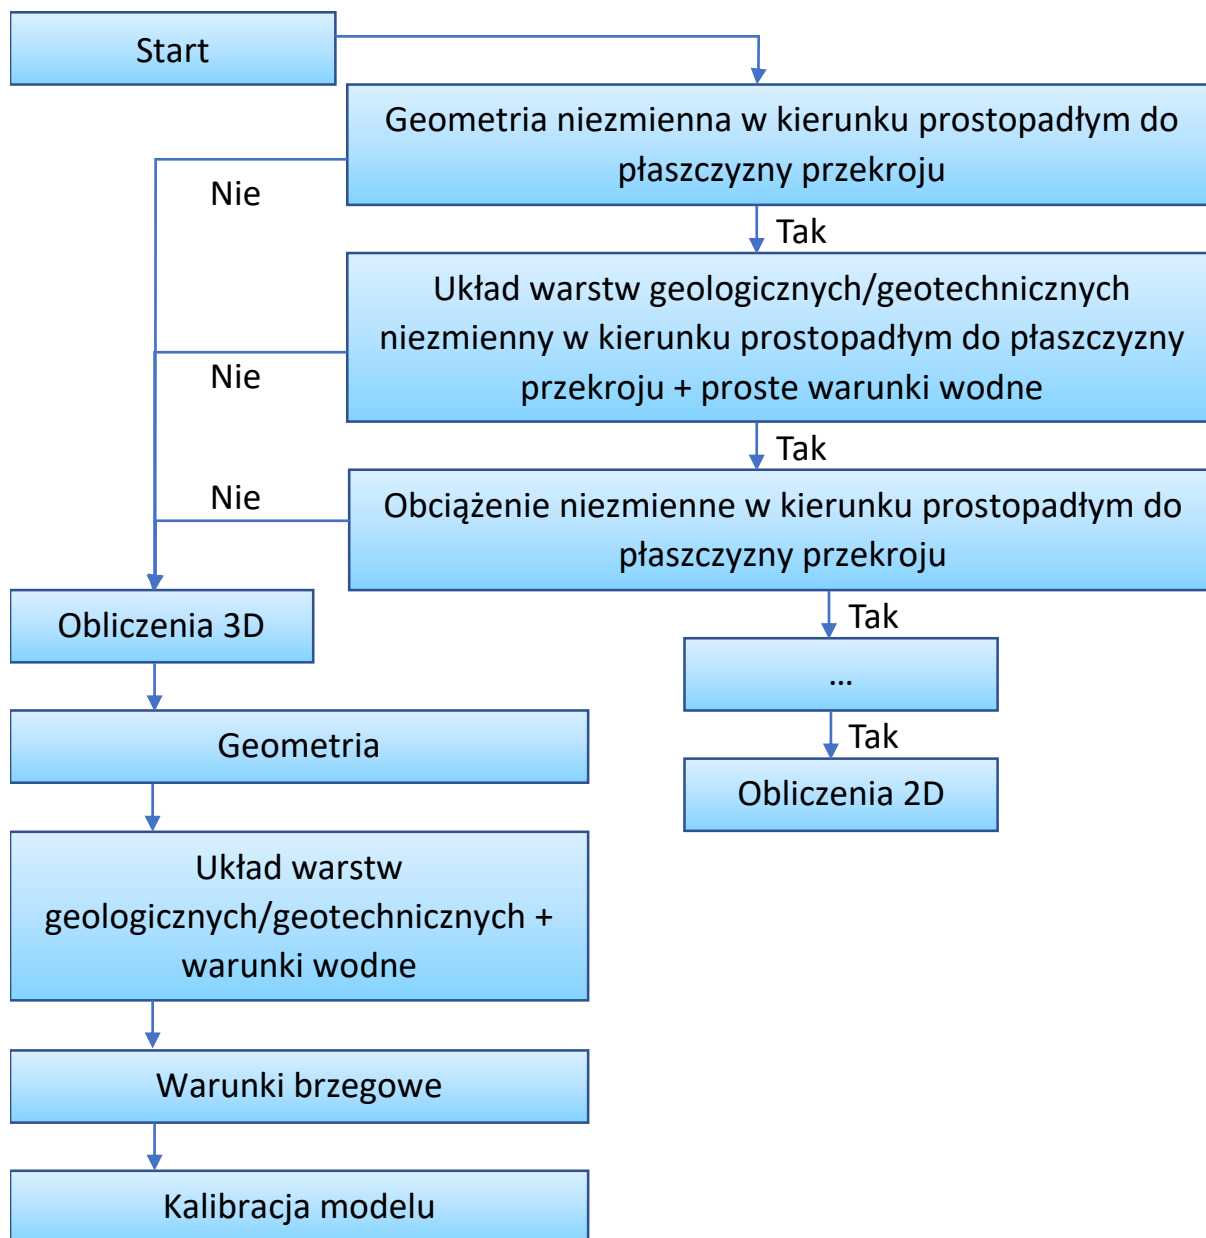 Start
Geometria niezmienna w kierunku prostopadłym do
płaszczyzny przekroju
Nie
Tak
Układ warstw geologicznych/geotechnicznych
niezmienny w kierunku prostopadłym do płaszczyzny
przekroju + proste warunki wodne
Nie
Tak
Nie
Obciążenie niezmienne w kierunku prostopadłym do
płaszczyzny przekroju
Obliczenia 3D
Tak
...
Geometria
Tak
Obliczenia 2D
Układ warstw
geologicznych/geotechnicznych +
warunki wodne
Warunki brzegowe
Kalibracja modelu